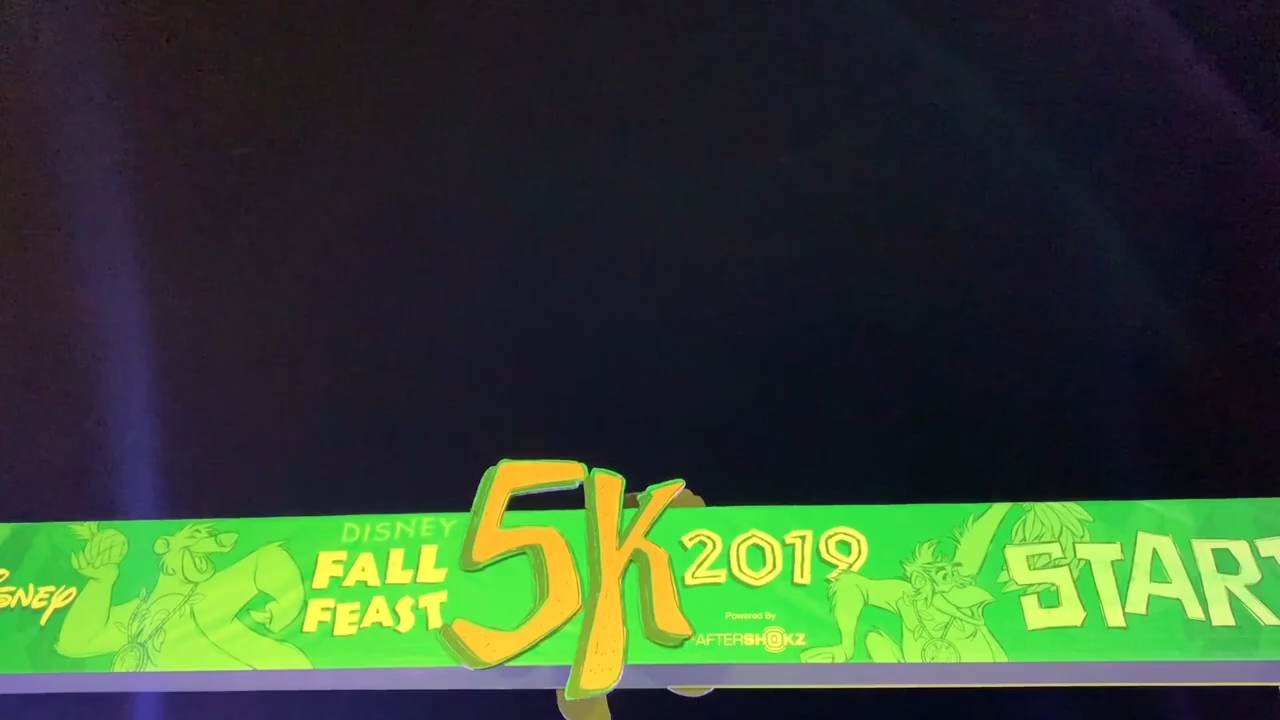 DISNEY
DISNEY
FALL
FEAST
5K
2019
Powered By
AFTERSHOKZ
START